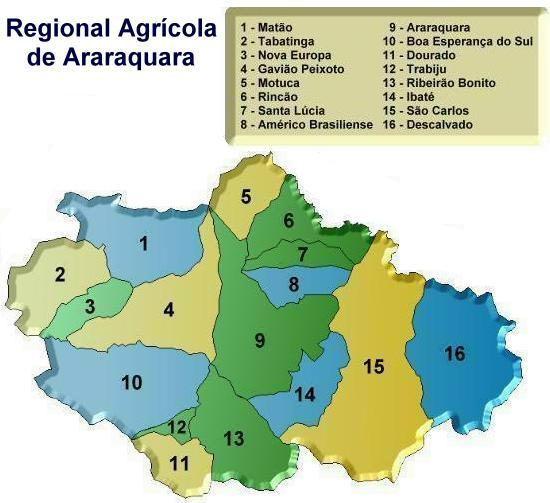 Regional Agrícola
de Araraquara
1 - Matão
2 - Tabatinga
3 - Nova Europa
4 - Gavião Peixoto
5 - Motuca
6 - Rincão
7 - Santa Lúcia
8 - Américo Brasiliense
9 - Araraquara
10 - Boa Esperança do Sul
11 - Dourado
12 - Trabiju
13 - Ribeirão Bonito
14 - Ibaté
15 - São Carlos
16 - Descalvado
5
6
1
7
2
8
3
4
9
15
16
10
14
12
13
11